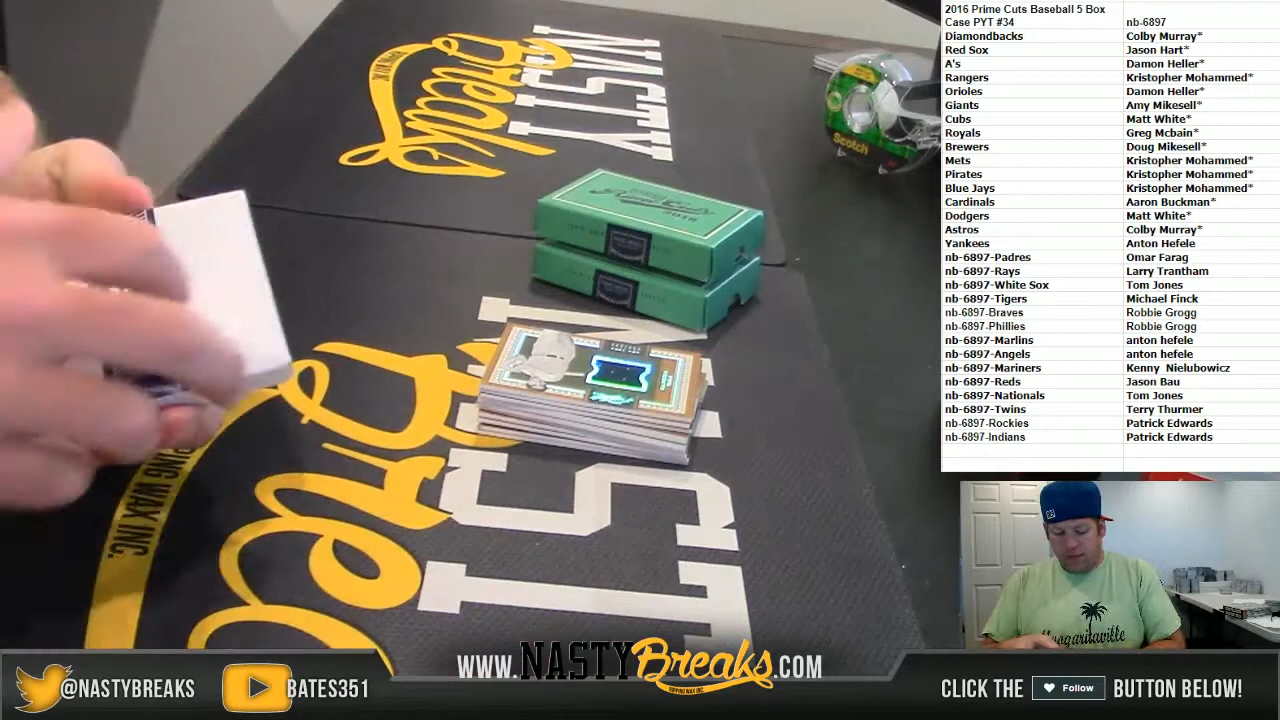 2016 Prime Cuts Baseball 5 Box
Case PYT #34 nb-6897
Diamondbacks Colby Murray*
Red Sox Jason Hart*
A's Damon Heller*
Rangers Kristopher Mohammed*
Orioles Damon Heller*
Giants Amy Mikesell*
Cubs Matt White*
Royals Greg Mcbain*
Brewers Doug Mikesell*
Mets Kristopher Mohammed*
Pirates Kristopher Mohammed*
Blue Jays Kristopher Mohammed*
Cardinals Aaron Buckman*
Dodgers Matt White*
Astros Colby Murray*
Yankees Anton Hefele
nb-6897-Padres Omar Farag
nb-6897-Rays Larry Trantham
nb-6897-White Sox Tom Jones
nb-6897-Tigers Michael Finck
nb-6897-Braves Robbie Grogg
nb-6897-Phillies Robbie Grogg
nb-6897-Marlins anton hefele
nb-6897-Angels anton hefele
nb-6897-Mariners Kenny Nielubowicz
nb-6897-Reds Jason Bau
nb-6897-Nationals Tom Jones
nb-6897-Twins Terry Thurmer
nb-6897-Rockies Patrick Edwards
nb-6897-Indians Patrick Edwards
NASTY
Breaks
Scotch
Prime Cuts
2016
PING WAX INC.
Margaritaville
@NASTYBREAKS
BATES351
WWW.NASTYBreaks.COM
RIPPING WAX INC.
CLICK THE Follow BUTTON BELOW!